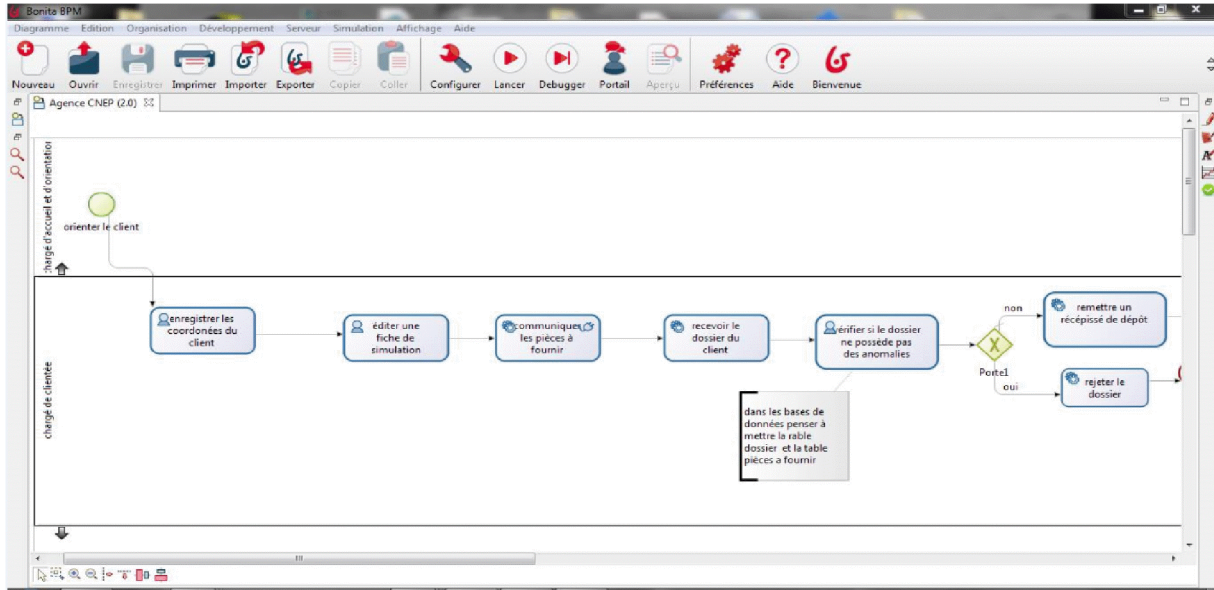 Bonita BPM
Diagramme Edition Organisation Développement Serveur Simulation Affichage Aide
Nouveau Ouvrir Enregistrer Imprimer Importer Exporter Copier Coller Configurer Lancer Debugger Portail Aperçu Préférences Aide Bienvenue
Agence CNEP (2.0)
chargé d'accueil et d'orientation
orienter le client
chargé de clientée
enregistrer les
coordonées du
client
éditer une
fiche de
simulation
communiquer
les pièces à
fournir
recevoir le
dossier du
client
vérifier si le dossier
ne possède pas
des anomalies
X
Porte1
non
oui
remettre un
récépissé de dépôt
rejeter le
dossier
dans les bases de
données penser à
mettre la rable
dossier et la table
pièces a fournir